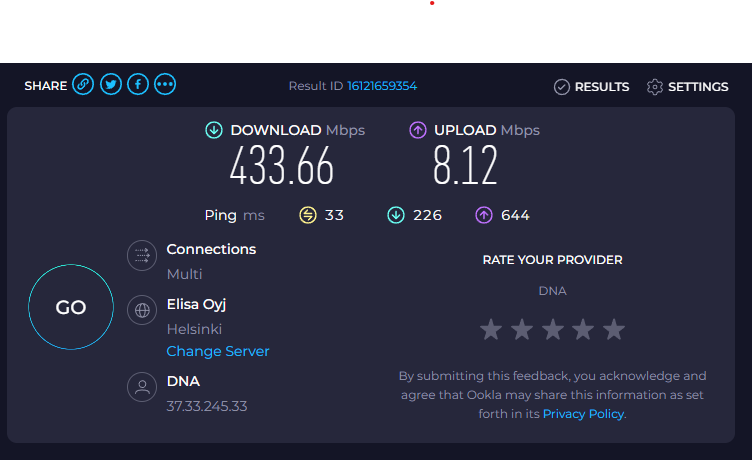 SHARE Result ID 16121659354 RESULTS SETTINGS
DOWNLOAD Mbps UPLOAD Mbps
433.66 8.12
Ping ms 33 226 644
Connections
Multi
GO
Elisa Oyj
Helsinki
Change Server
DNA
37.33.245.33
RATE YOUR PROVIDER
DNA
By submitting this feedback, you acknowledge and
agree that Ookla may share this information as set
forth in its Privacy Policy.